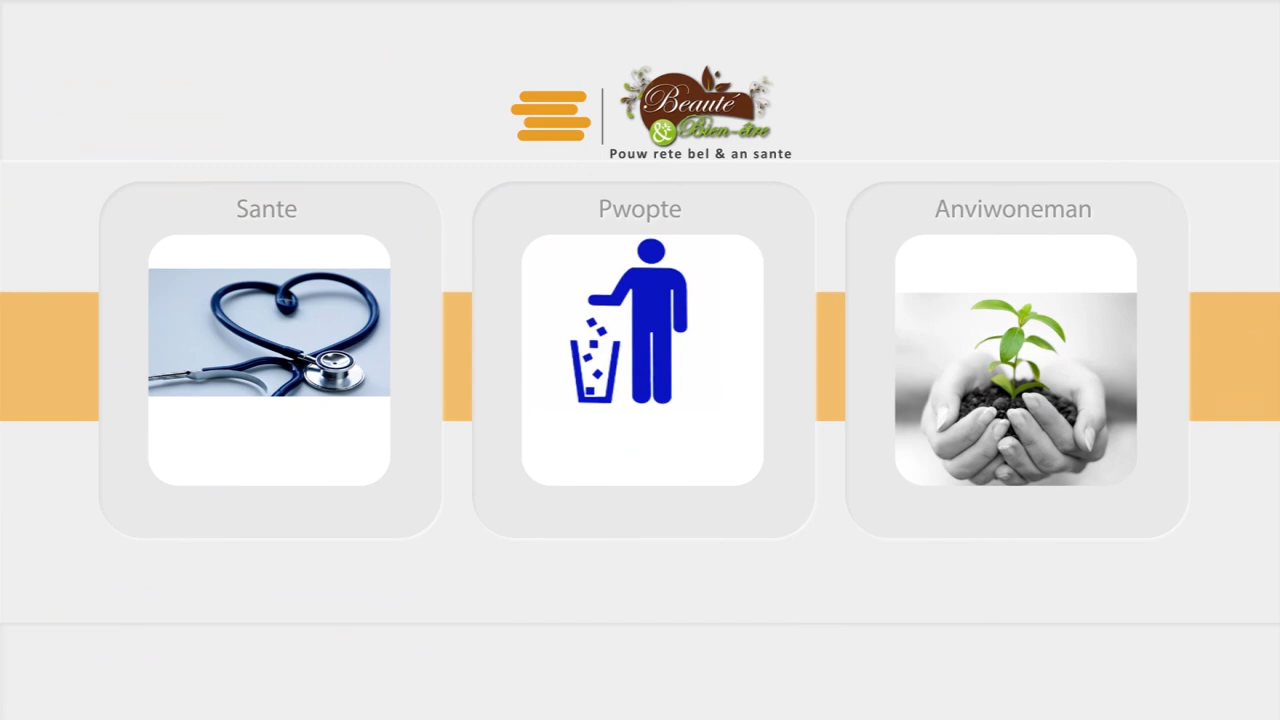 Beauté
& Bien-être
Pouw rete bel & an sante
Sante
Pwopte
Anviwoneman